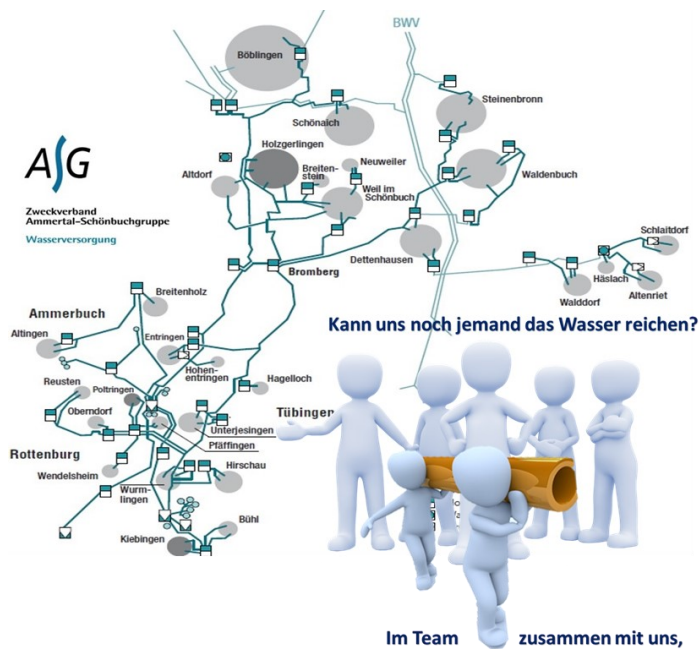 BWV
Böblingen
Steinenbronn
Schönaich
Holzgerlingen
Neuweiler
Breiten-
stein
Altdorf
Weil im
Schönbuch
Waldenbuch
ASG
Zweckverband
Ammertal-Schönbuchgruppe
Wasserversorgung
Schlaitdorf
Dettenhausen
Bromberg
Häslach
Walddorf
Altenriet
Breitenholz
Ammerbuch
Kann uns noch jemand das Wasser reichen?
Altingen
Entringen
Hohen-
entringen
Reusten
Poltringen
Hagelloch
Oberndorf
Tübingen
Unterjesingen
Pfäffingen
Rottenburg
Wendelsheim
Hirschau
Wurm-
lingen
Bühl
Kiebingen
Im Team zusammen mit uns,